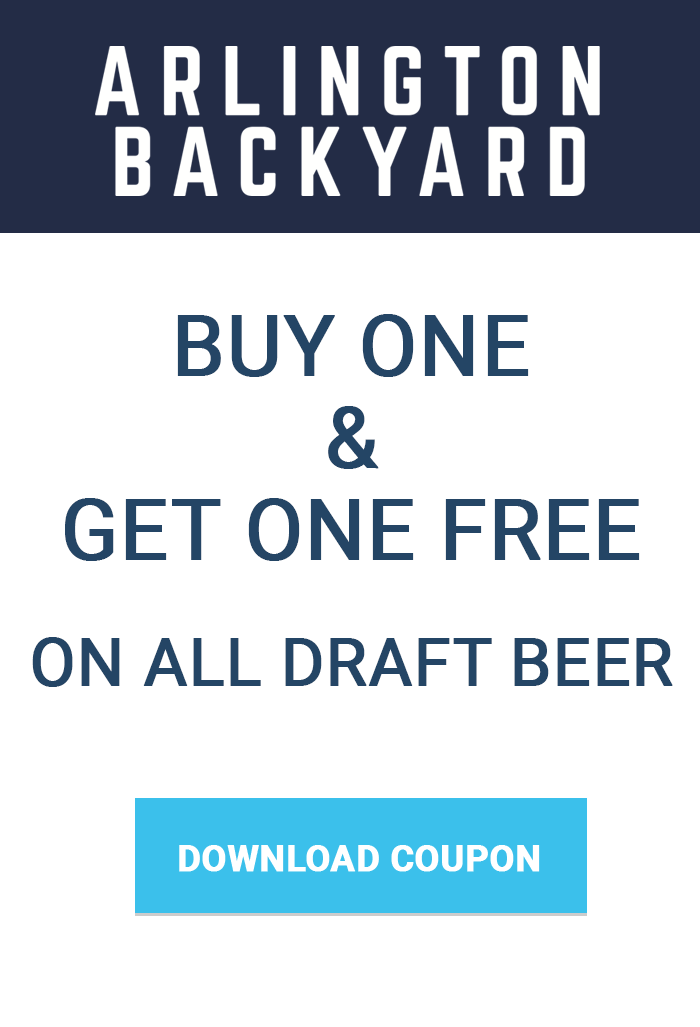 ARLINGTON
BACKYARD
BUY ONE
&
GET ONE FREE
ON ALL DRAFT BEER
DOWNLOAD COUPON